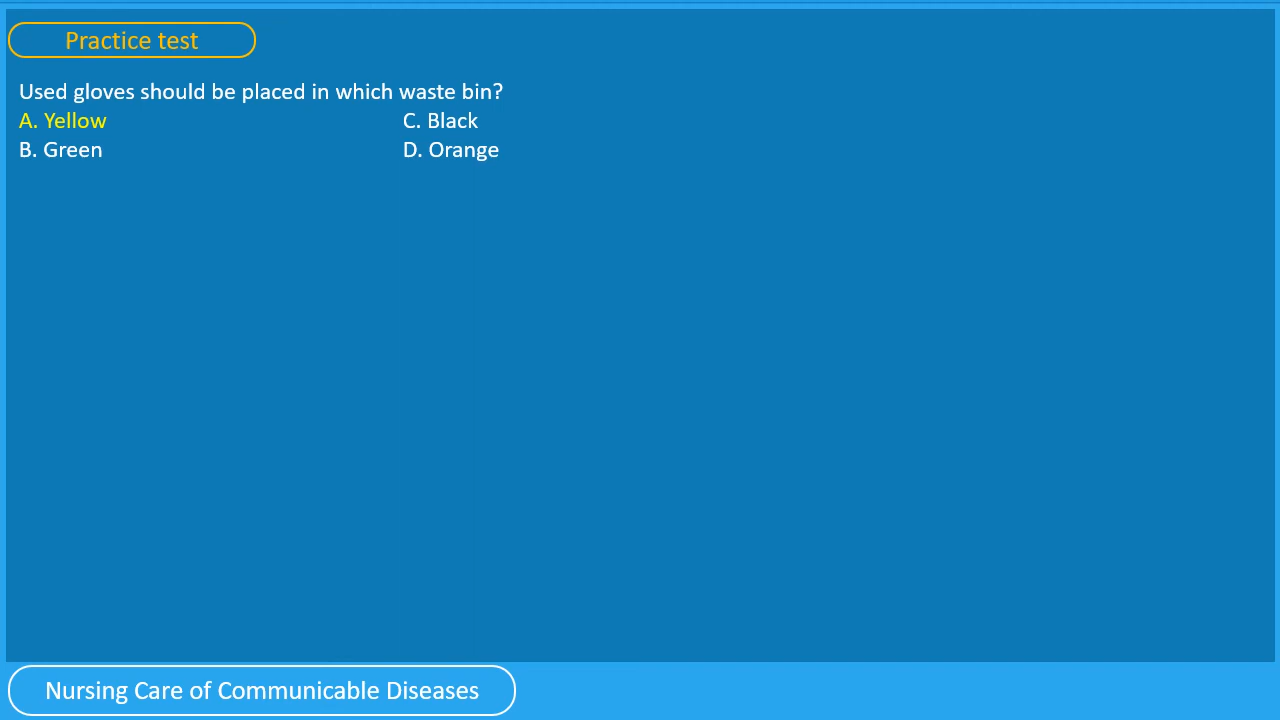 Practice test
Used gloves should be placed in which waste bin?
A. Yellow
C. Black
B. Green
D. Orange
Nursing Care of Communicable Diseases